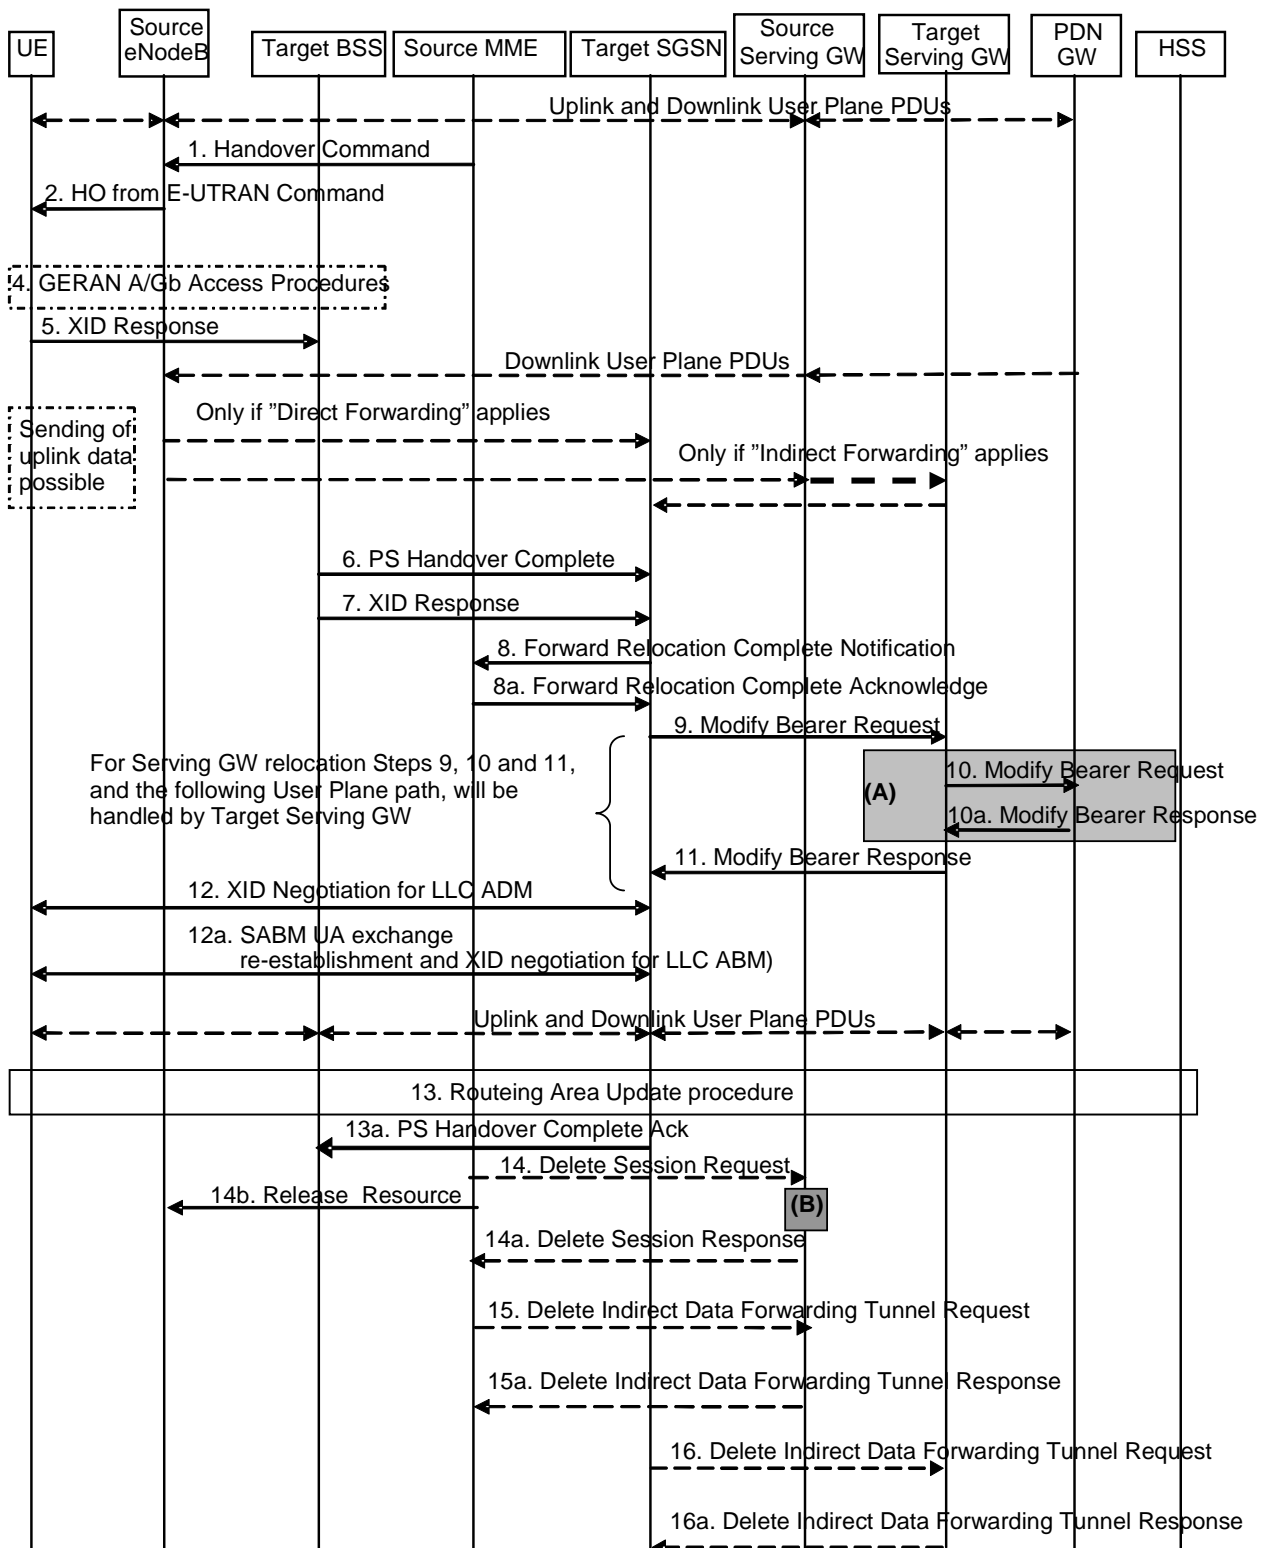 UE
Source
eNodeB
Target BSS
Source MME
Target SGSN
Source
Serving GW
Target
Serving GW
PDN
GW
HSS
Uplink and Downlink User Plane PDUs
1. Handover Command
2. HO from E-UTRAN Command
4. GERAN A/Gb Access Procedures
5. XID Response
Downlink User Plane PDUs
Only if ”Direct Forwarding” applies
Sending of
uplink data
possible
Only if ”Indirect Forwarding” applies
6. PS Handover Complete
7. XID Response
8. Forward Relocation Complete Notification
8a. Forward Relocation Complete Acknowledge
9. Modify Bearer Request
For Serving GW relocation Steps 9, 10 and 11,
and the following User Plane path, will be
handled by Target Serving GW
(A)
10. Modify Bearer Request
10a. Modify Bearer Response
11. Modify Bearer Response
12. XID Negotiation for LLC ADM
12a. SABM UA exchange
re-establishment and XID negotiation for LLC ABM)
Uplink and Downlink User Plane PDUs
13. Routeing Area Update procedure
13a. PS Handover Complete Ack
14. Delete Session Request
14b. Release Resource
(B)
14a. Delete Session Response
15. Delete Indirect Data Forwarding Tunnel Request
15a. Delete Indirect Data Forwarding Tunnel Response
16. Delete Indirect Data Forwarding Tunnel Request
16a. Delete Indirect Data Forwarding Tunnel Response